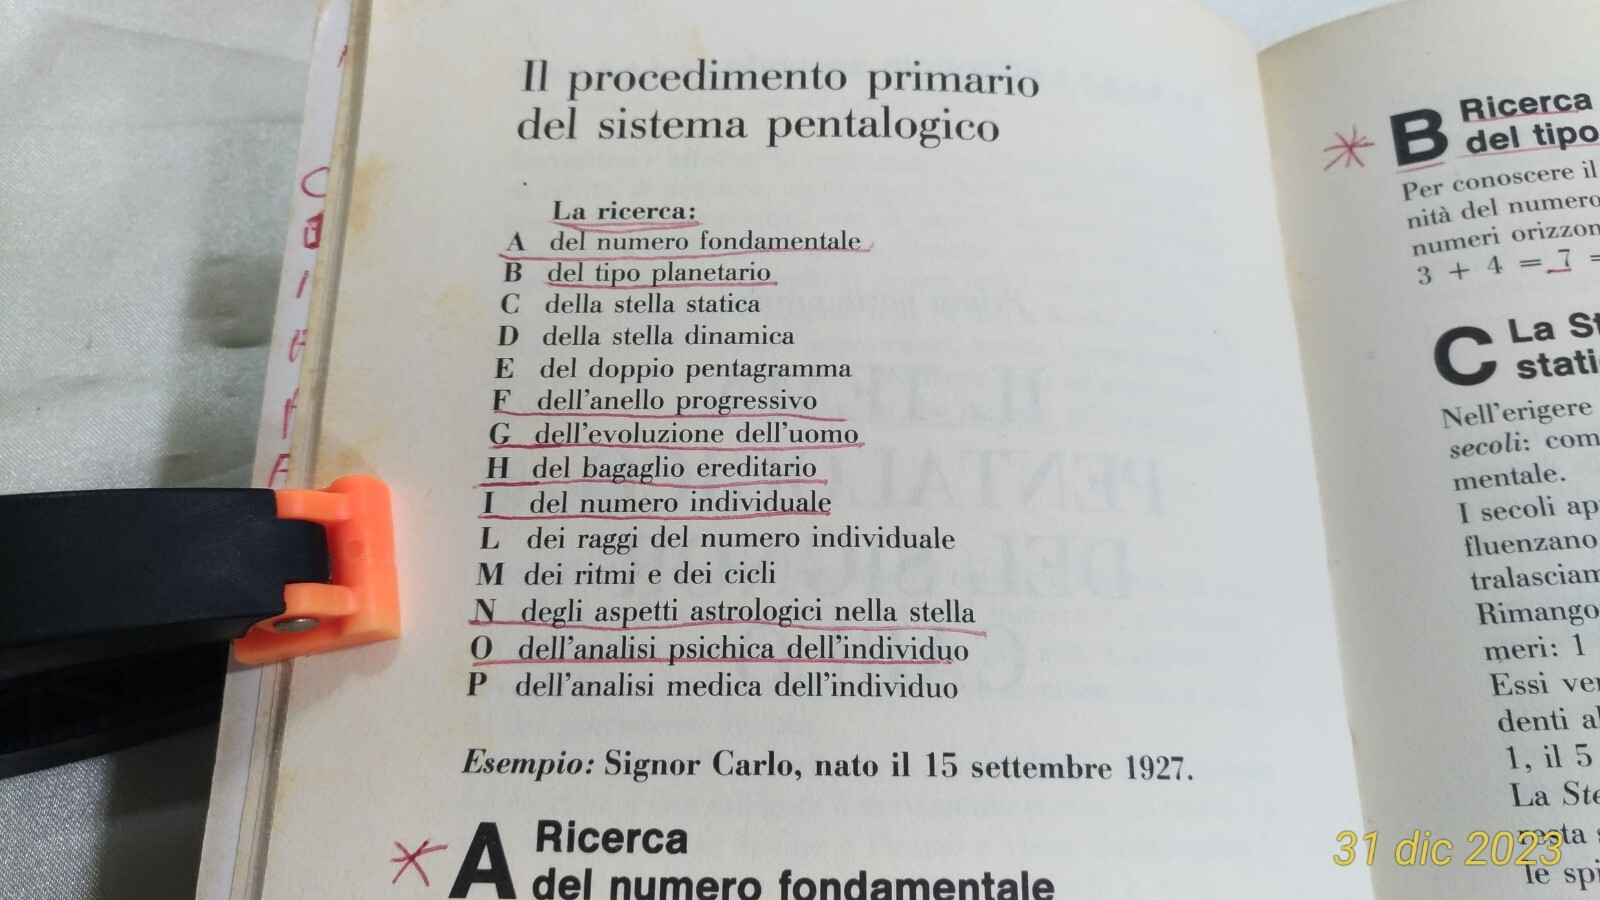 Il procedimento primario
del sistema pentalogico
La ricerca:
A del numero fondamentale
B del tipo planetario
C della stella statica
D della stella dinamica
E del doppio pentagramma
F dell'anello progressivo
G dell'evoluzione dell'uomo
H del bagaglio ereditario
I del numero individuale
L dei raggi del numero individuale
M dei ritmi e dei cicli
N degli aspetti astrologici nella stella
O dell'analisi psichica dell'individuo
P dell'analisi medica dell'individuo
Esempio: Signor Carlo, nato il 15 settembre 1927.
A Ricerca
del numero fondamentale
B Ricerca
del tipo
Per conoscere il
nità del numero
numeri orizzon
3 + 4 = 7 =
C La St
stati
Nell'erigere
secoli: com
mentale.
I secoli ap
fluenzano
tralasciam
Rimango
meri: 1
Essi ve
denti al
1, il 5
La Ste
resta s
le spi
31 dic 2023